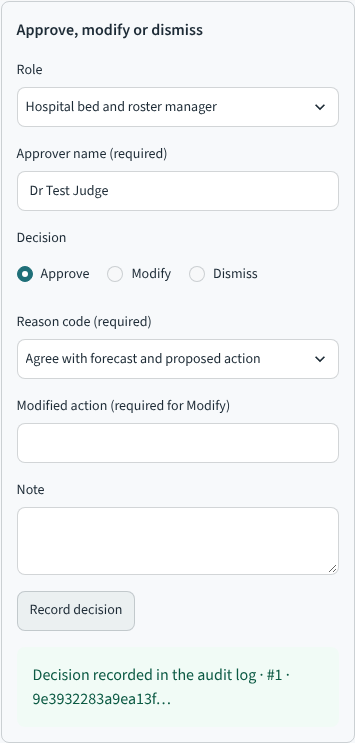 Approve, modify or dismiss
Role
Hospital bed and roster manager
Approver name (required)
Dr Test Judge
Decision
Approve Modify Dismiss
Reason code (required)
Agree with forecast and proposed action
Modified action (required for Modify)
Note
Record decision
Decision recorded in the audit log · #1 ·
9e3932283a9ea13f…